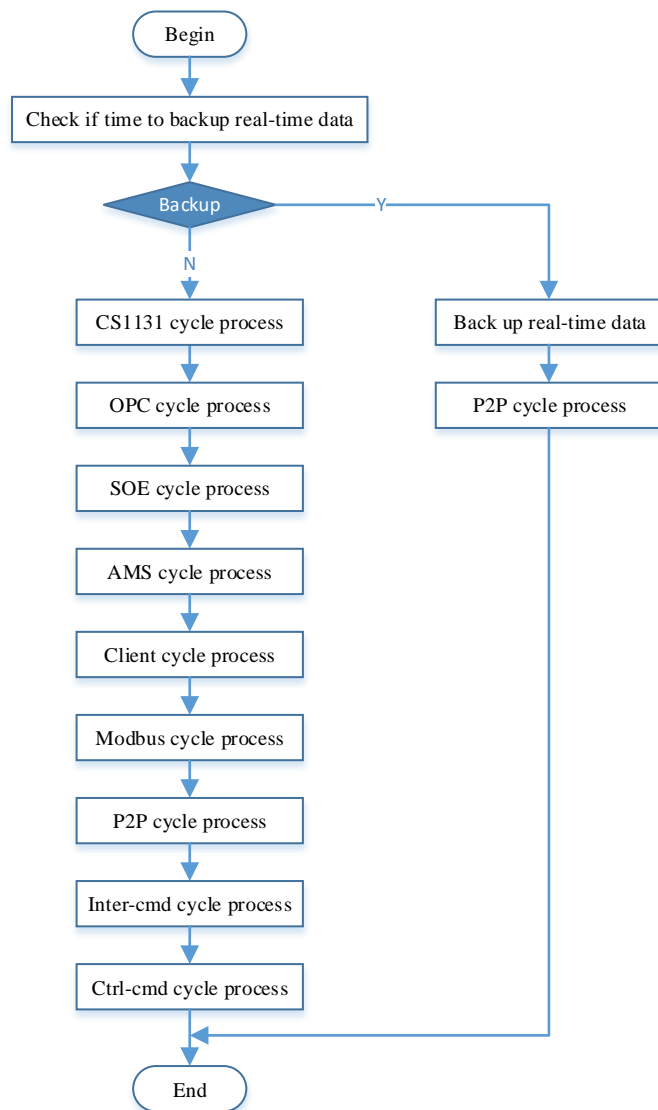 Begin
Check if time to backup real-time data
Backup
Y
N
CS1131 cycle process
Back up real-time data
OPC cycle process
P2P cycle process
SOE cycle process
AMS cycle process
Client cycle process
Modbus cycle process
P2P cycle process
Inter-cmd cycle process
Ctrl-cmd cycle process
End